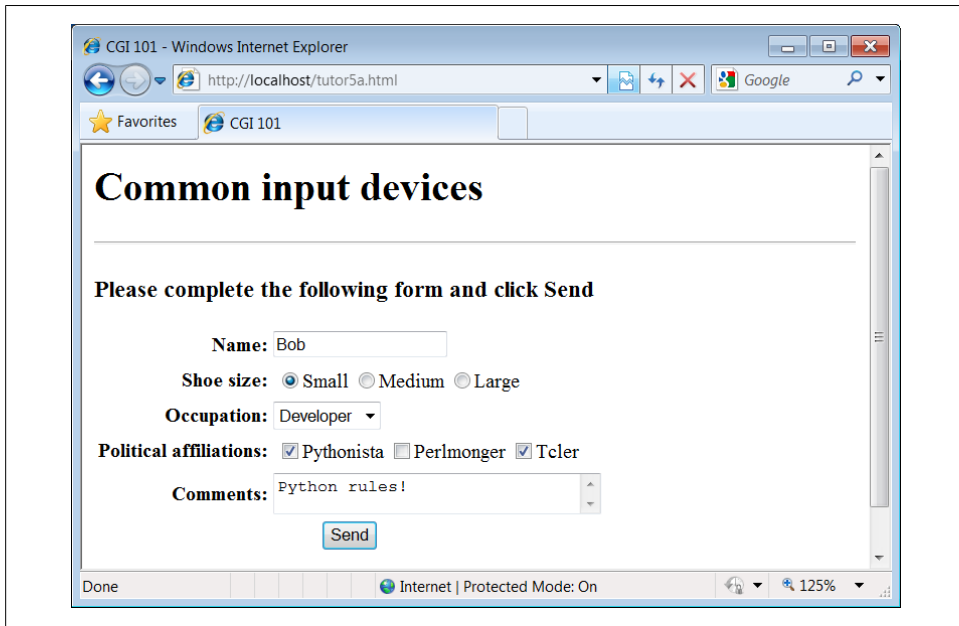 CGI 101 - Windows Internet Explorer
http://localhost/tutor5a.html
Google
Favorites
CGI 101
Common input devices
Please complete the following form and click Send
Name: Bob
Shoe size: Small Medium Large
Occupation: Developer
Political affiliations: Pythonista Perlmonger Tcler
Comments: Python rules!
Send
Done
Internet | Protected Mode: On
125%